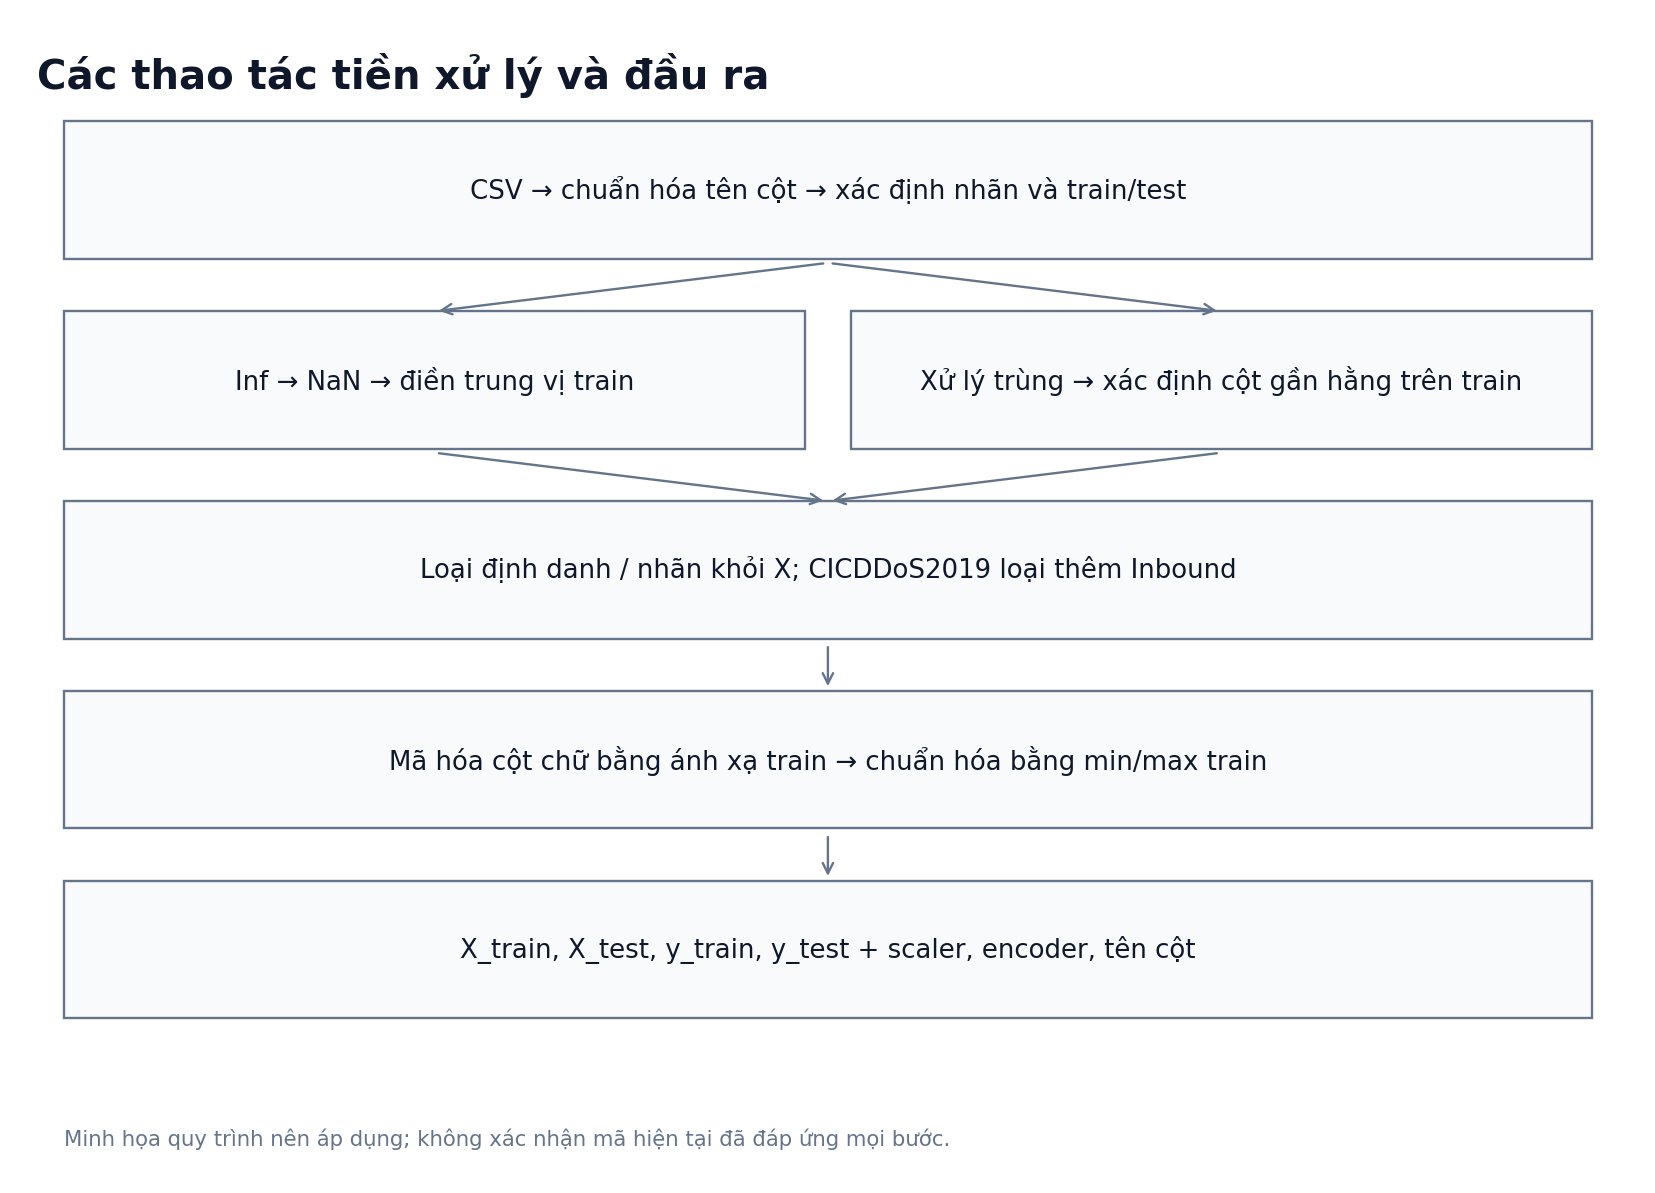 Các thao tác tiền xử lý và đầu ra
CSV → chuẩn hóa tên cột → xác định nhãn và train/test
Inf → NaN → điền trung vị train
Xử lý trùng → xác định cột gần hằng trên train
Loại định danh / nhãn khỏi X; CICDDoS2019 loại thêm Inbound
Mã hóa cột chữ bằng ánh xạ train → chuẩn hóa bằng min/max train
X_train, X_test, y_train, y_test + scaler, encoder, tên cột
Minh họa quy trình nên áp dụng; không xác nhận mã hiện tại đã đáp ứng mọi bước.